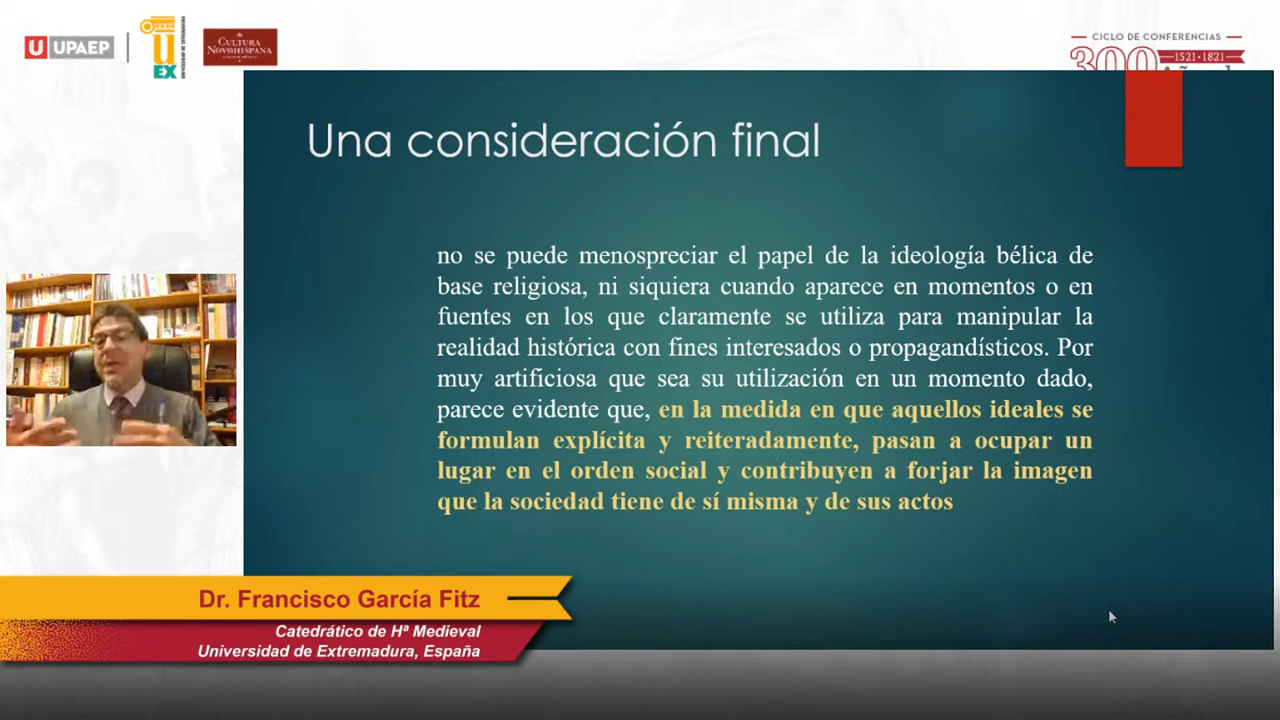 UPAEP
UEX
UNIVERSIDAD DE EXTREMADURA
CULTURA
NOVOHISPANA
CICLO DE CONFERENCIAS
300
1521·1821
Una consideración final
no se puede menospreciar el papel de la ideología bélica de
base religiosa, ni siquiera cuando aparece en momentos o en
fuentes en los que claramente se utiliza para manipular la
realidad histórica con fines interesados o propagandísticos. Por
muy artificiosa que sea su utilización en un momento dado,
parece evidente que, en la medida en que aquellos ideales se
formulan explícita y reiteradamente, pasan a ocupar un
lugar en el orden social y contribuyen a forjar la imagen
que la sociedad tiene de sí misma y de sus actos
Dr. Francisco García Fitz
Catedrático de Hª Medieval
Universidad de Extremadura, España